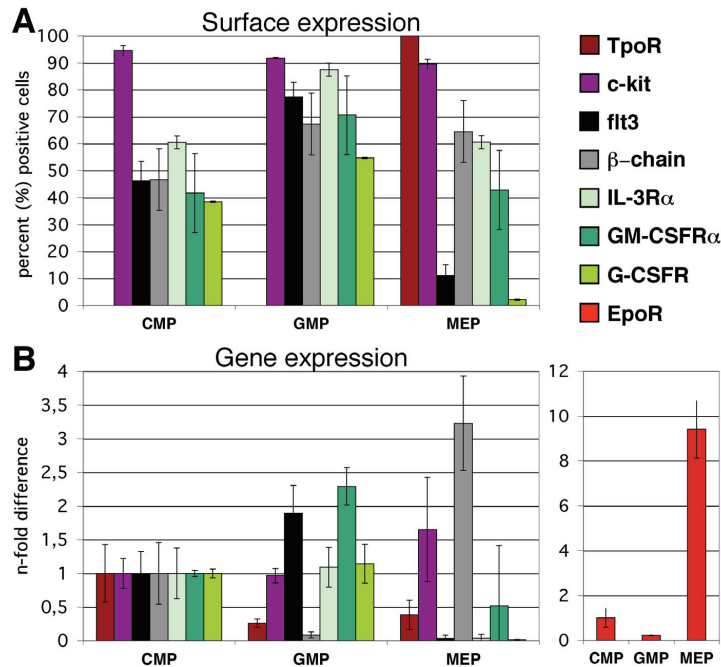 A
Surface expression
percent (%) positive cells
100
90
80
70
60
50
40
30
20
10
0
CMP
GMP
MEP
TpoR
c-kit
flt3
β–chain
IL-3Rα
GM-CSFRα
G-CSFR
EpoR
B
Gene expression
n-fold difference
4
3,5
3
2,5
2
1,5
1
0,5
0
CMP
GMP
MEP
12
10
8
6
4
2
0
CMP
GMP
MEP